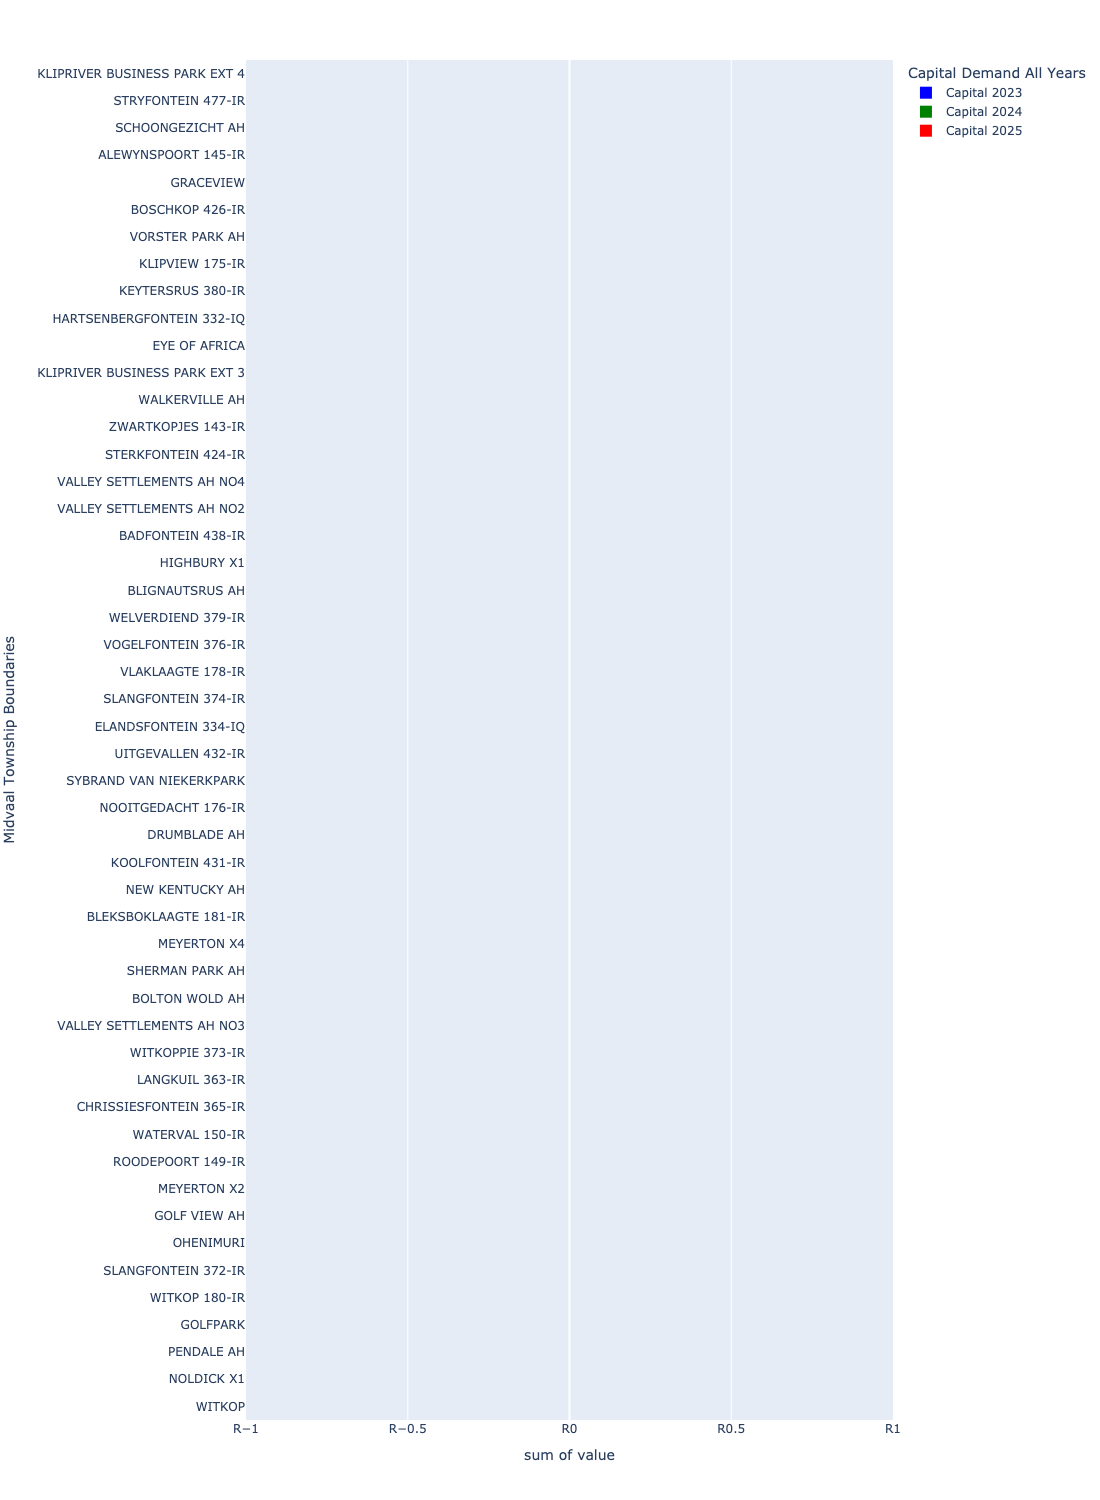 KLIPRIVER BUSINESS PARK EXT 4
STRYFONTEIN 477-IR
SCHOONGEZICHT AH
ALEWYNSPOORT 145-IR
GRACEVIEW
BOSCHKOP 426-IR
VORSTER PARK AH
KLIPVIEW 175-IR
KEYTERSRUS 380-IR
HARTSENBERGFONTEIN 332-IQ
EYE OF AFRICA
KLIPRIVER BUSINESS PARK EXT 3
WALKERVILLE AH
ZWARTKOPJES 143-IR
STERKFONTEIN 424-IR
VALLEY SETTLEMENTS AH NO4
VALLEY SETTLEMENTS AH NO2
BADFONTEIN 438-IR
HIGHBURY X1
BLIGNAUTSRUS AH
WELVERDIEND 379-IR
VOGELFONTEIN 376-IR
VLAKLAAGTE 178-IR
SLANGFONTEIN 374-IR
ELANDSFONTEIN 334-IQ
UITGEVALLEN 432-IR
SYBRAND VAN NIEKERKPARK
NOOITGEDACHT 176-IR
DRUMBLADE AH
KOOLFONTEIN 431-IR
NEW KENTUCKY AH
BLEKSBOKLAAGTE 181-IR
MEYERTON X4
SHERMAN PARK AH
BOLTON WOLD AH
VALLEY SETTLEMENTS AH NO3
WITKOPPIE 373-IR
LANGKUIL 363-IR
CHRISSIESFONTEIN 365-IR
WATERVAL 150-IR
ROODEPOORT 149-IR
MEYERTON X2
GOLF VIEW AH
OHENIMURI
SLANGFONTEIN 372-IR
WITKOP 180-IR
GOLFPARK
PENDALE AH
NOLDICK X1
WITKOP
Midvaal Township Boundaries
R−1 R−0.5 R0 R0.5 R1
sum of value
Capital Demand All Years
Capital 2023
Capital 2024
Capital 2025